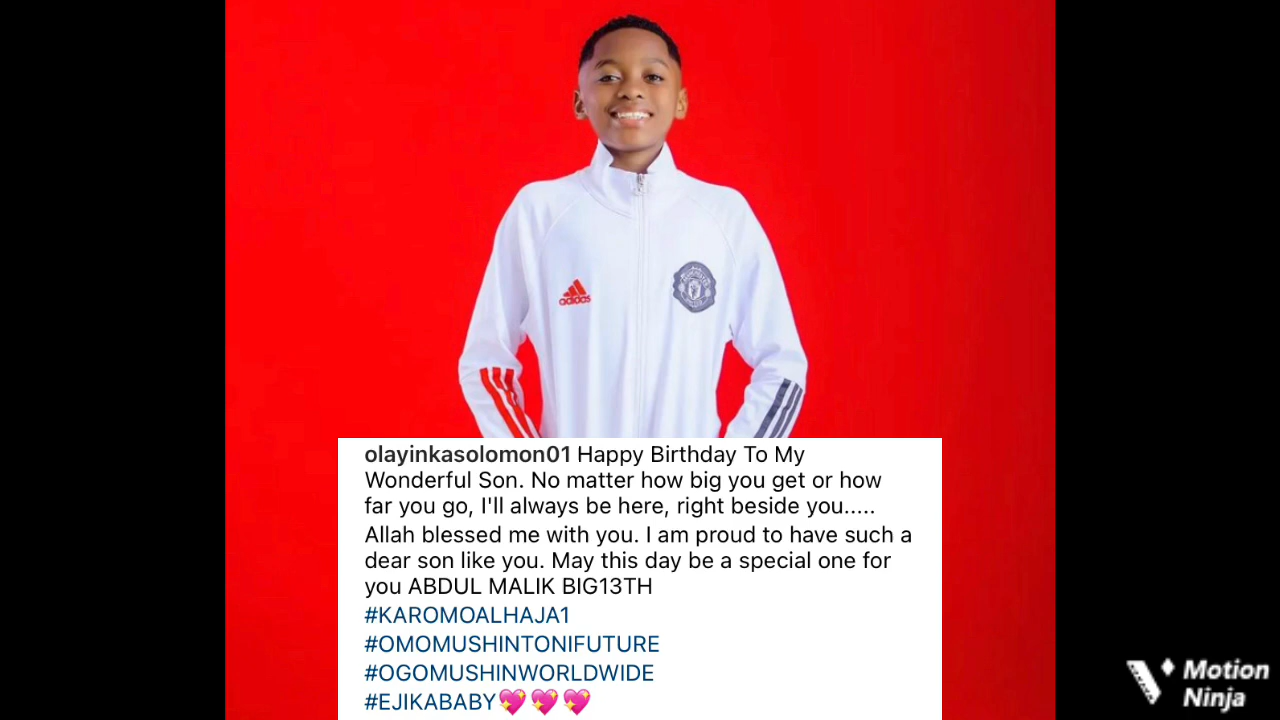 adidas
olayinkasolomon01 Happy Birthday To My
Wonderful Son. No matter how big you get or how
far you go, I'll always be here, right beside you.....
Allah blessed me with you. I am proud to have such a
dear son like you. May this day be a special one for
you ABDUL MALIK BIG13TH
#KAROMOALHAJA1
#OMOMUSHINTONIFUTURE
#OGOMUSHINWORLDWIDE
#EJIKABABY💖💖💖
Motion
Ninja